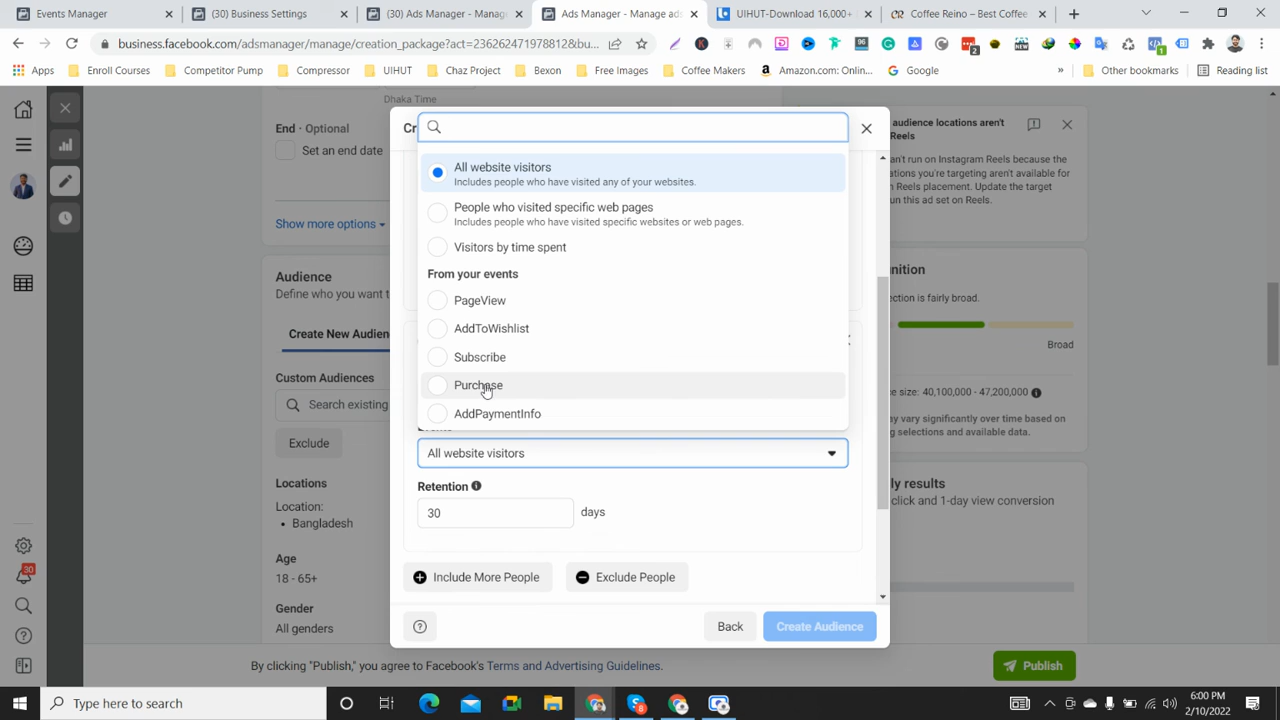 Events Manager
(30) Business Settings
(30) Ads Manager - Manage
Ads Manager - Manage ads
UIHUT-Download 16,000+
Coffee Reino – Best Coffee
business.facebook.com/adsmanager/manage/creation_package?act=236262471978812&bu...
Apps
Enroll Courses
Competitor Pump
Compressor
UIHUT
Chaz Project
Bexon
Free Images
Coffee Makers
Amazon.com: Onlin...
Google
Other bookmarks
Reading list
Dhaka Time
End · Optional
Set an end date
Show more options
Audience
Define who you want t
Create New Audien
Custom Audiences
Search existing
Exclude
Locations
Location:
• Bangladesh
Age
18 - 65+
Gender
All genders
Cr
All website visitors
Includes people who have visited any of your websites.
People who visited specific web pages
Includes people who have visited specific websites or web pages.
Visitors by time spent
From your events
PageView
AddToWishlist
Subscribe
Purchase
AddPaymentInfo
All website visitors
Retention
30
days
Include More People
Exclude People
Back
Create Audience
audience locations aren't
Reels
an't run on Instagram Reels because the
ations you're targeting aren't available for
Reels placement. Update the target
un this ad set on Reels.
nition
ection is fairly broad.
Broad
e size: 40,100,000 - 47,200,000
ay vary significantly over time based on
g selections and available data.
ly results
click and 1-day view conversion
By clicking "Publish," you agree to Facebook's Terms and Advertising Guidelines.
Publish
30
Type here to search
6:00 PM
2/10/2022